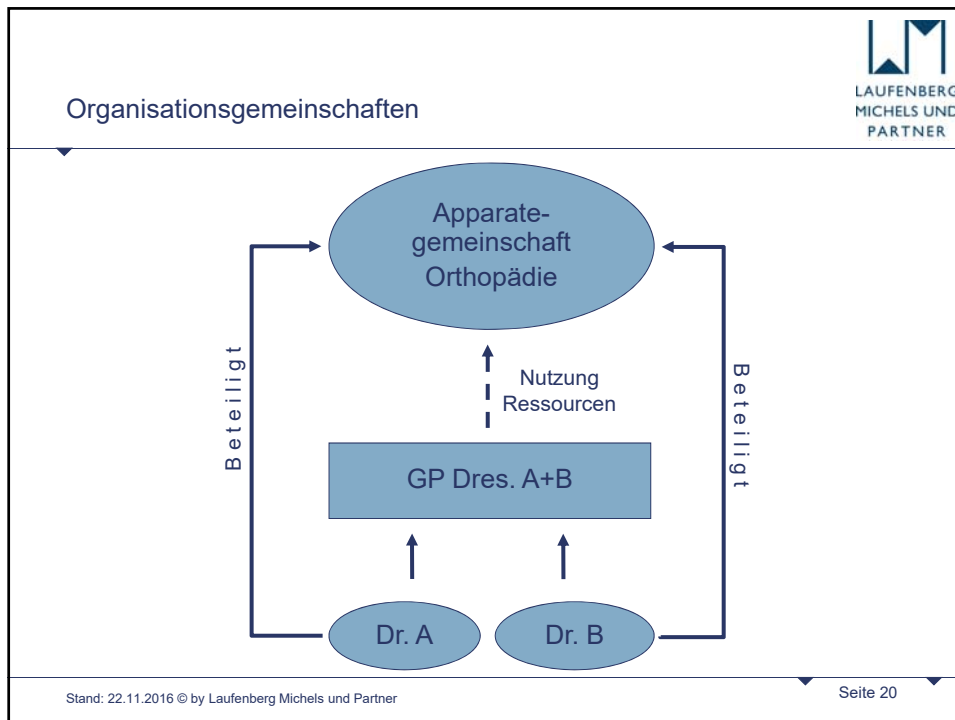 Organisationsgemeinschaften
LAUFENBERG
MICHELS UND
PARTNER
Apparate-
gemeinschaft
Orthopädie
Beteiligt
Nutzung
Ressourcen
Beteiligt
GP Dres. A+B
Dr. A
Dr. B
Stand: 22.11.2016 © by Laufenberg Michels und Partner
Seite 20